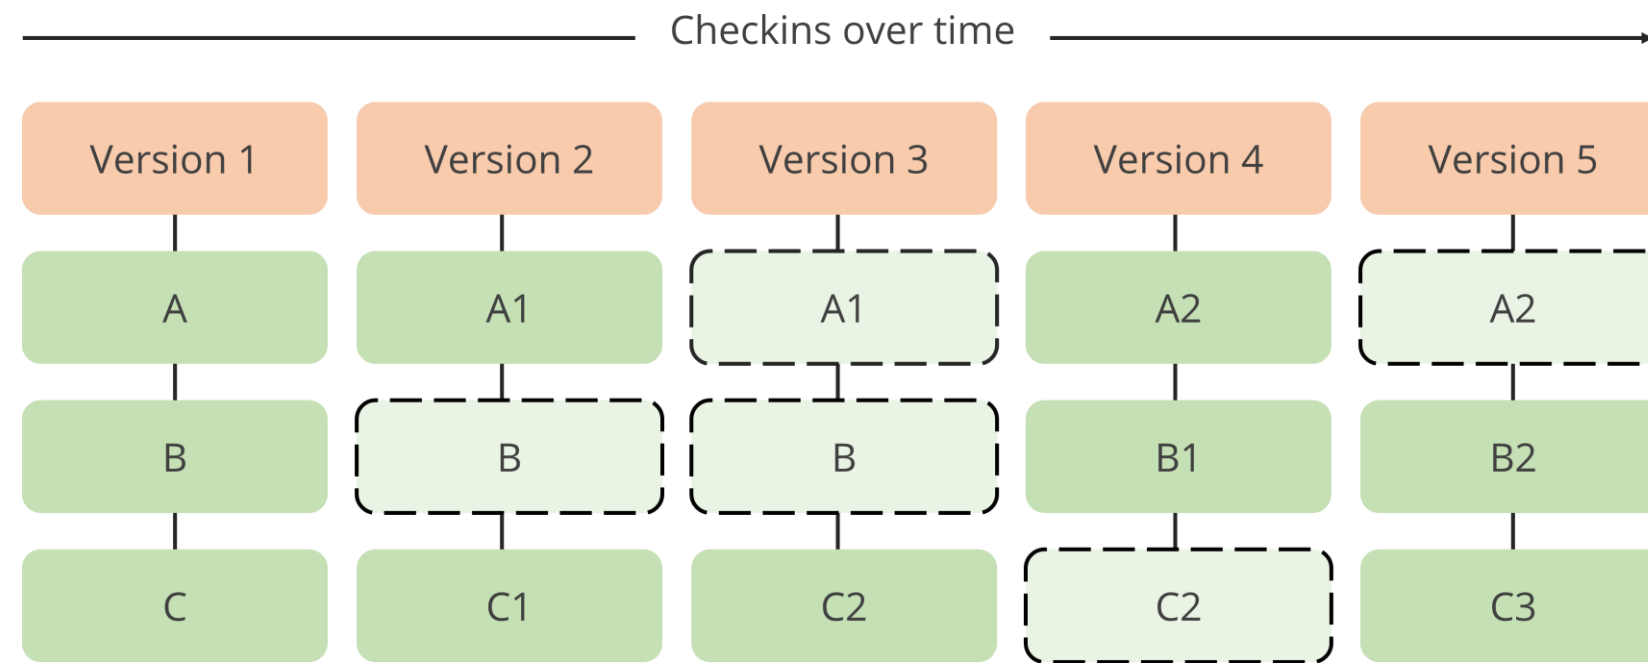 Checkins over time
Version 1 Version 2 Version 3 Version 4 Version 5
A A1 A1 A2 A2
B B B B1 B2
C C1 C2 C2 C3